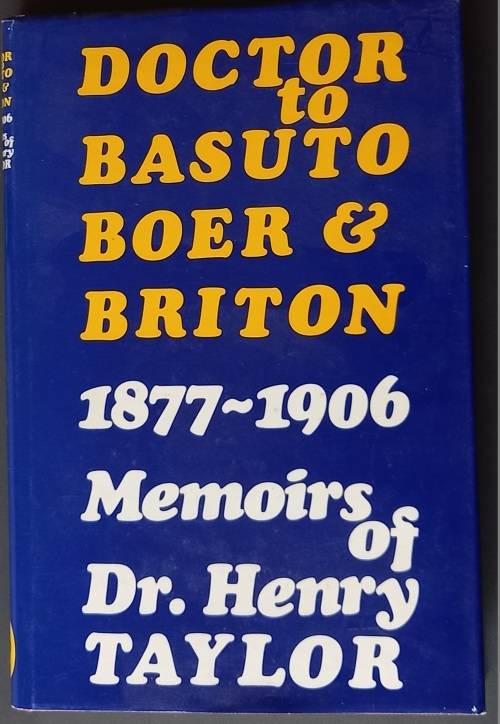 DOCTOR
to
BASUTO
BOER &
BRITON
1877~1906
Memoirs
of
Dr. Henry
TAYLOR